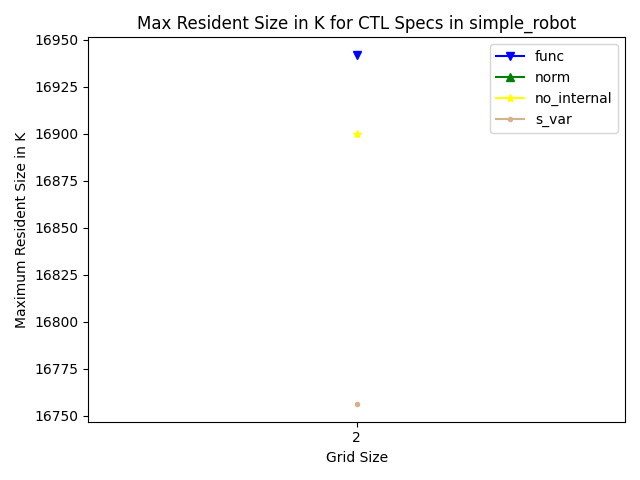 Max Resident Size in K for CTL Specs in simple_robot
Maximum Resident Size in K
16950
16925
16900
16875
16850
16825
16800
16775
16750
func
norm
no_internal
s_var
2
Grid Size